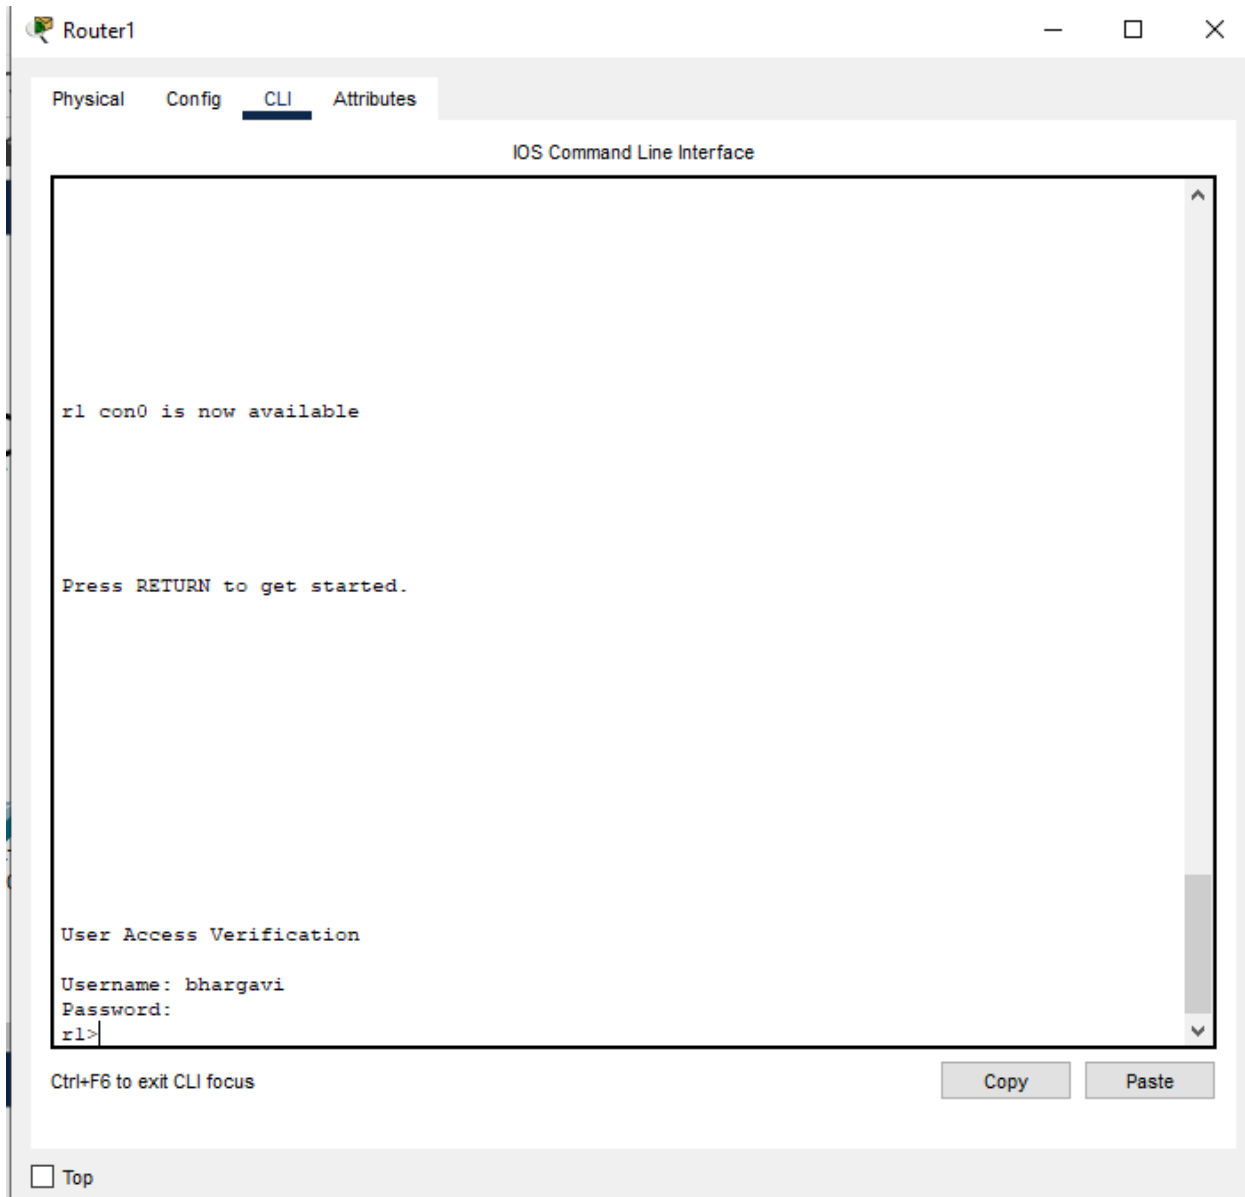 Router1
Physical Config CLI Attributes
IOS Command Line Interface
r1 con0 is now available
Press RETURN to get started.
User Access Verification
Username: bhargavi
Password:
r1>
Ctrl+F6 to exit CLI focus
Copy Paste
Top